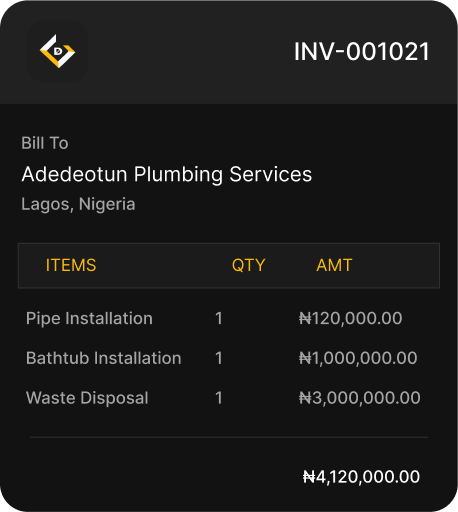 D
INV-001021
Bill To
Adedeotun Plumbing Services
Lagos, Nigeria
ITEMS QTY AMT
Pipe Installation 1 ₦120,000.00
Bathtub Installation 1 ₦1,000,000.00
Waste Disposal 1 ₦3,000,000.00
₦4,120,000.00